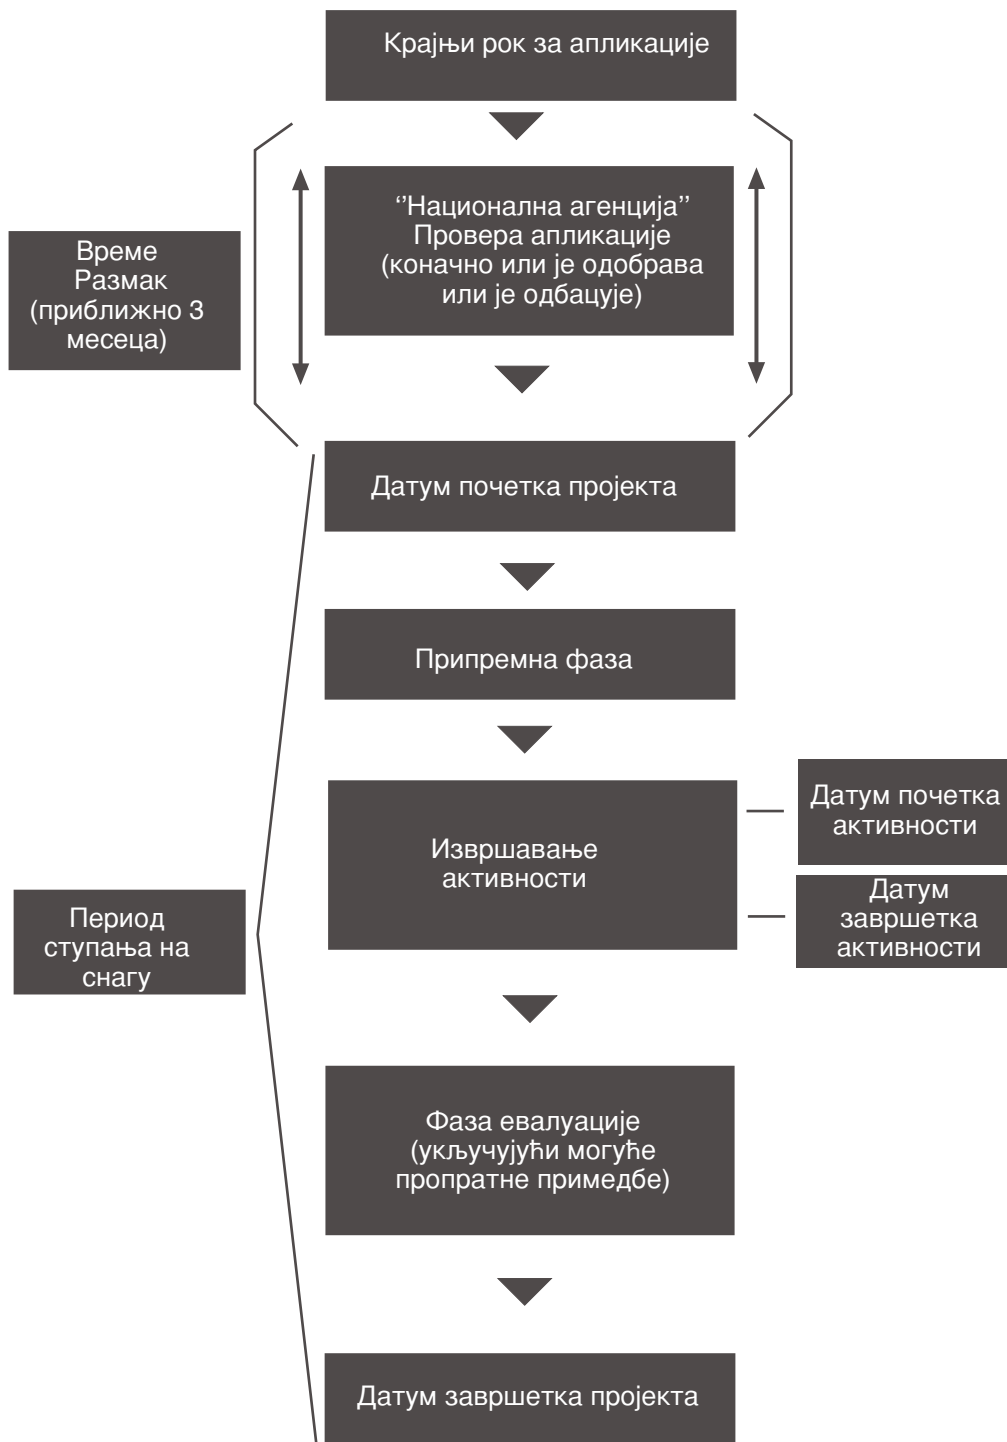 Крајњи рок за апликације
‘’Национална агенција’’
Провера апликације
(коначно или је одобрава
или је одбацује)
Време
Размак
(приближно 3
месеца)
Датум почетка пројекта
Припремна фаза
Извршавање
активности
Датум почетка
активности
Датум
завршетка
активности
Период
ступања на
снагу
Фаза евалуације
(укључујући могуће
пропратне примедбе)
Датум завршетка пројекта